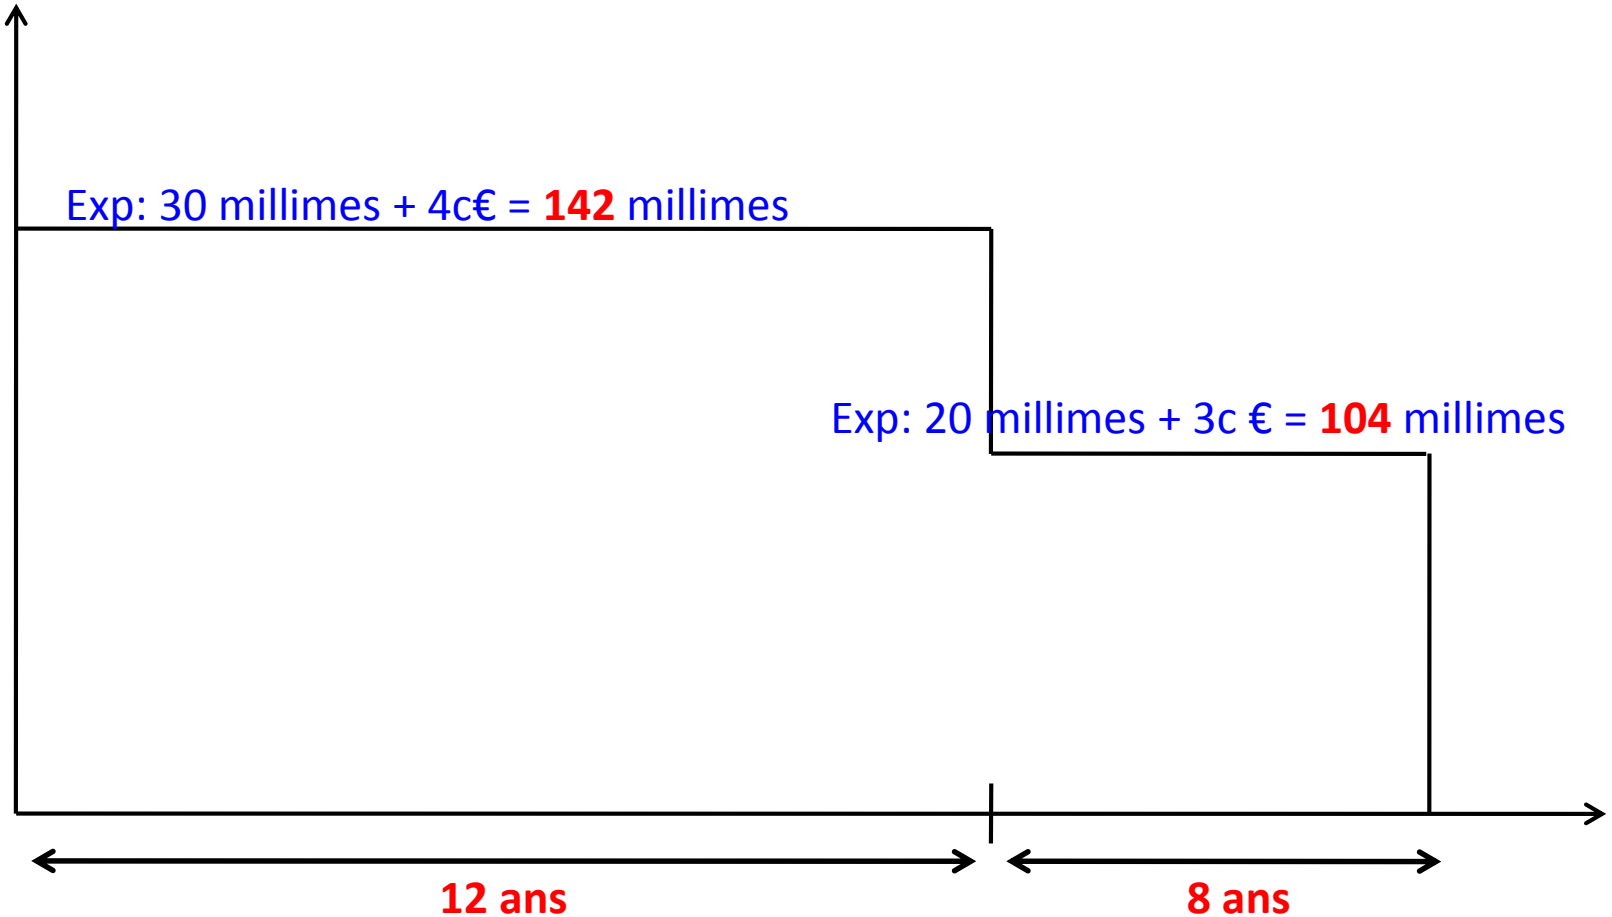 Exp: 30 millimes + 4c€ = 142 millimes
Exp: 20 millimes + 3c € = 104 millimes
12 ans
8 ans